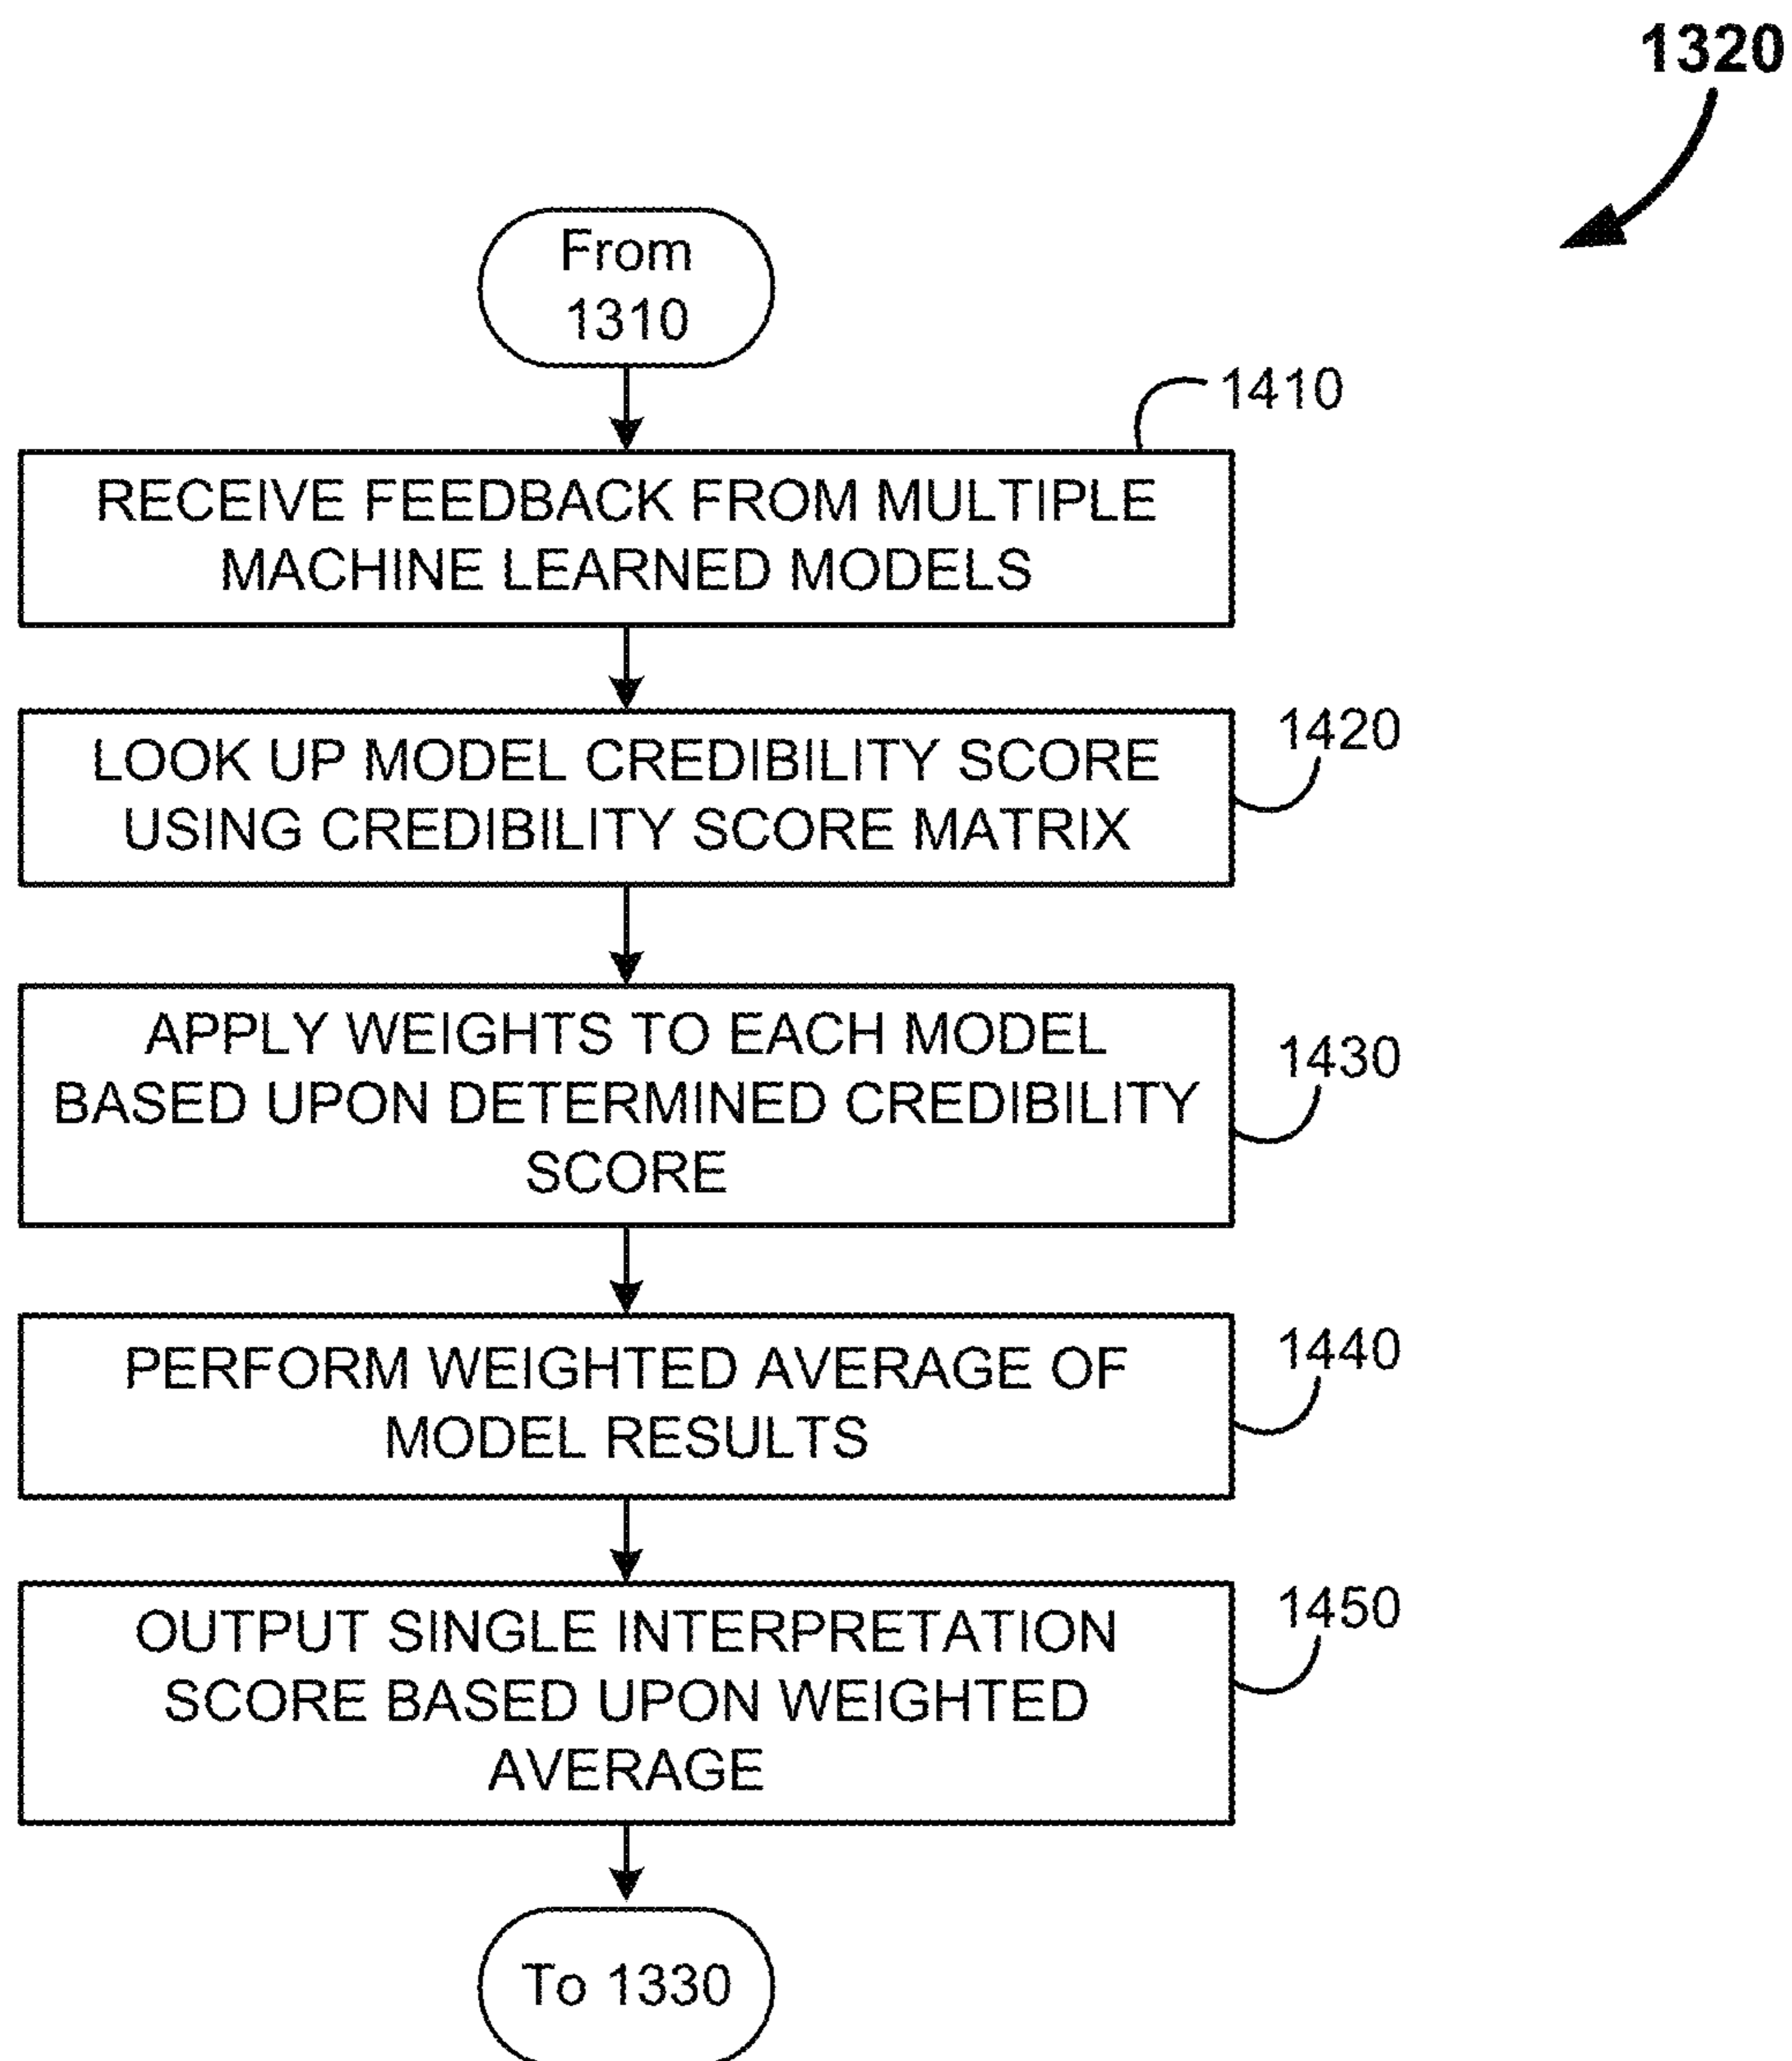 1320
From
1310
1410
RECEIVE FEEDBACK FROM MULTIPLE
MACHINE LEARNED MODELS
1420
LOOK UP MODEL CREDIBILITY SCORE
USING CREDIBILITY SCORE MATRIX
1430
APPLY WEIGHTS TO EACH MODEL
BASED UPON DETERMINED CREDIBILITY
SCORE
1440
PERFORM WEIGHTED AVERAGE OF
MODEL RESULTS
1450
OUTPUT SINGLE INTERPRETATION
SCORE BASED UPON WEIGHTED
AVERAGE
To 1330